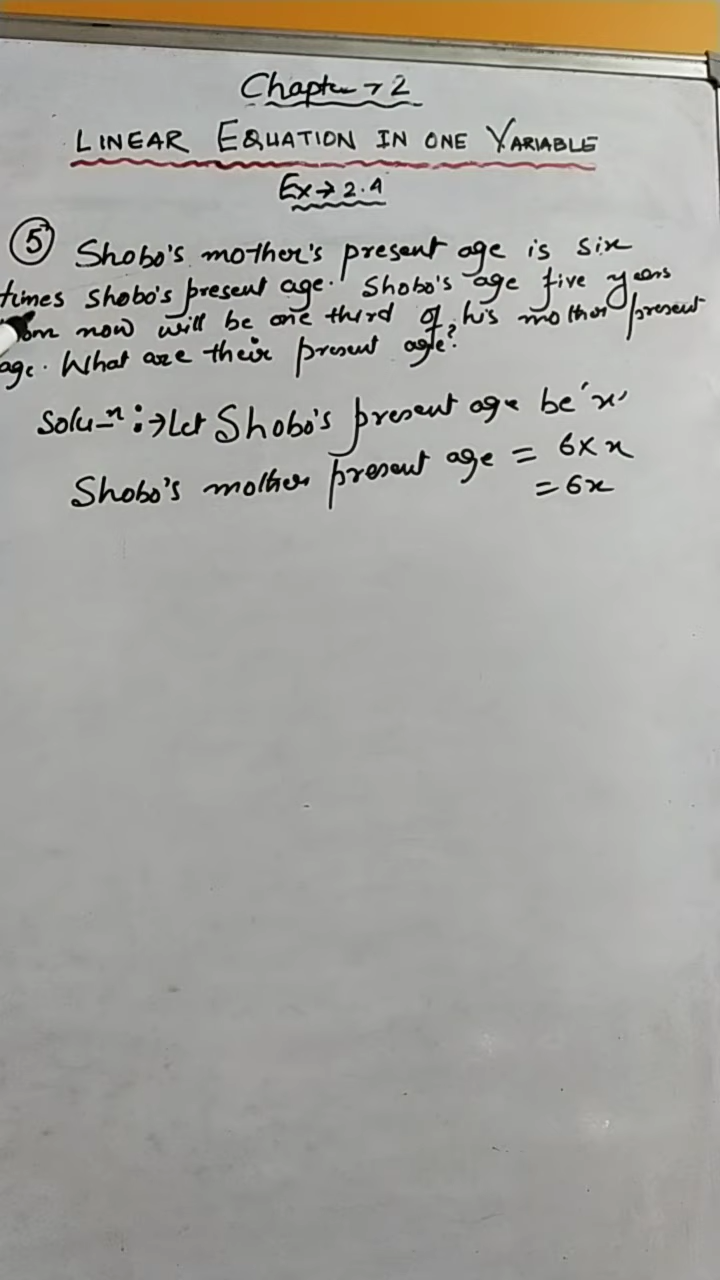 Chapter → 2
LINEAR EQUATION IN ONE VARIABLE
Ex → 2.4
⑤ Shobo's mother's present age is six
times Shobo's present age. Shobo's age five years
now will be one third of his mother present
age. What are their present age?
Solu-ⁿ :→ Let Shobo's present age be 'x'
Shobo's mother present age = 6 × x
= 6x